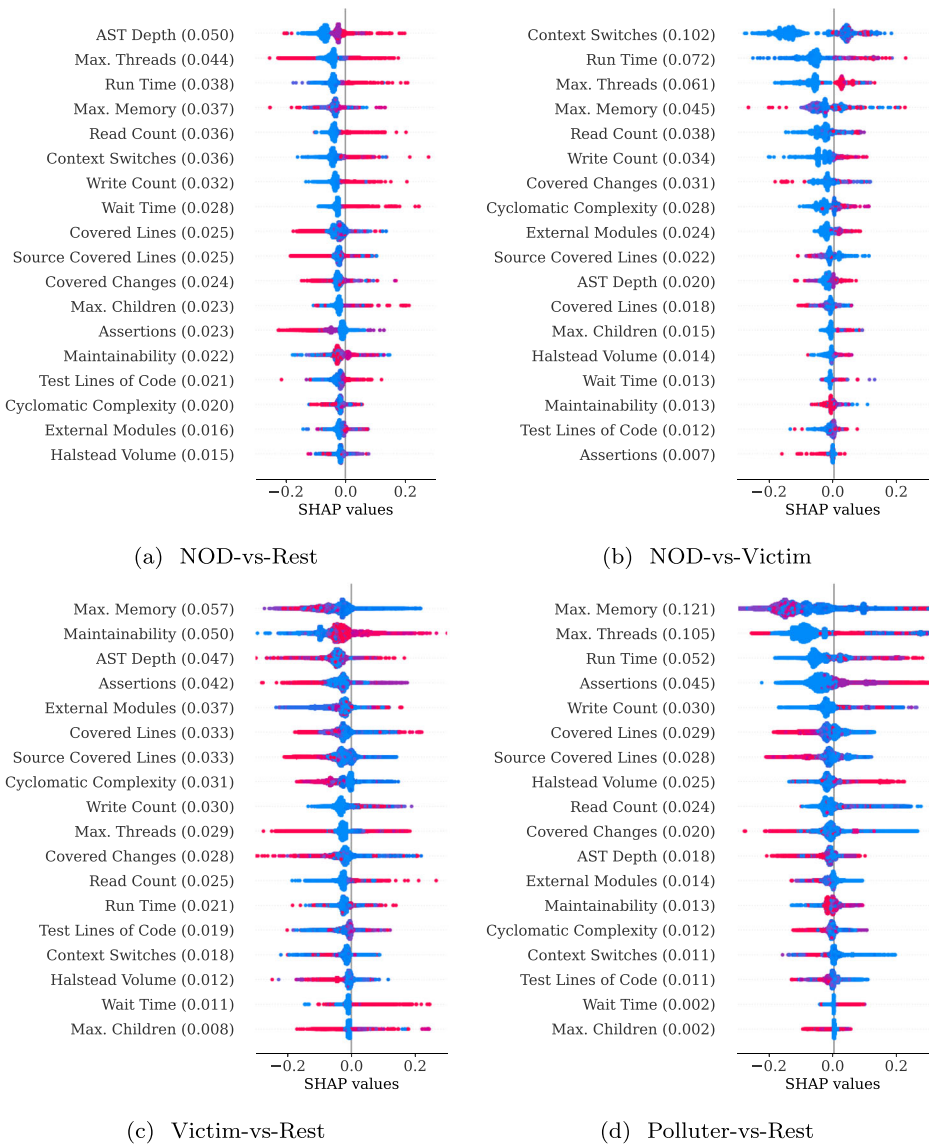 AST Depth (0.050)
Max. Threads (0.044)
Run Time (0.038)
Max. Memory (0.037)
Read Count (0.036)
Context Switches (0.036)
Write Count (0.032)
Wait Time (0.028)
Covered Lines (0.025)
Source Covered Lines (0.025)
Covered Changes (0.024)
Max. Children (0.023)
Assertions (0.023)
Maintainability (0.022)
Test Lines of Code (0.021)
Cyclomatic Complexity (0.020)
External Modules (0.016)
Halstead Volume (0.015)
−0.2 0.0 0.2
SHAP values
(a) NOD-vs-Rest
Context Switches (0.102)
Run Time (0.072)
Max. Threads (0.061)
Max. Memory (0.045)
Read Count (0.038)
Write Count (0.034)
Covered Changes (0.031)
Cyclomatic Complexity (0.028)
External Modules (0.024)
Source Covered Lines (0.022)
AST Depth (0.020)
Covered Lines (0.018)
Max. Children (0.015)
Halstead Volume (0.014)
Wait Time (0.013)
Maintainability (0.013)
Test Lines of Code (0.012)
Assertions (0.007)
−0.2 0.0 0.2
SHAP values
(b) NOD-vs-Victim
Max. Memory (0.057)
Maintainability (0.050)
AST Depth (0.047)
Assertions (0.042)
External Modules (0.037)
Covered Lines (0.033)
Source Covered Lines (0.033)
Cyclomatic Complexity (0.031)
Write Count (0.030)
Max. Threads (0.029)
Covered Changes (0.028)
Read Count (0.025)
Run Time (0.021)
Test Lines of Code (0.019)
Context Switches (0.018)
Halstead Volume (0.012)
Wait Time (0.011)
Max. Children (0.008)
−0.2 0.0 0.2
SHAP values
(c) Victim-vs-Rest
Max. Memory (0.121)
Max. Threads (0.105)
Run Time (0.052)
Assertions (0.045)
Write Count (0.030)
Covered Lines (0.029)
Source Covered Lines (0.028)
Halstead Volume (0.025)
Read Count (0.024)
Covered Changes (0.020)
AST Depth (0.018)
External Modules (0.014)
Maintainability (0.013)
Cyclomatic Complexity (0.012)
Context Switches (0.011)
Test Lines of Code (0.011)
Wait Time (0.002)
Max. Children (0.002)
−0.2 0.0 0.2
SHAP values
(d) Polluter-vs-Rest